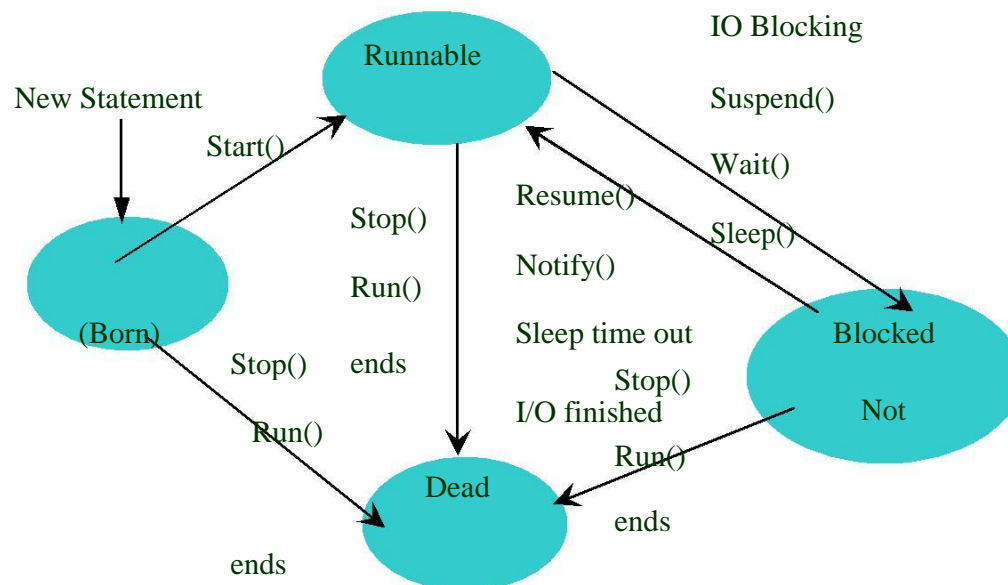 IO Blocking
Runnable
New Statement
Suspend()
Start()
Wait()
Resume()
Stop()
Sleep()
Notify()
Run()
(Born)
Sleep time out
Blocked
Stop()
ends
Stop()
I/O finished
Not
Run()
Run()
Dead
ends
ends